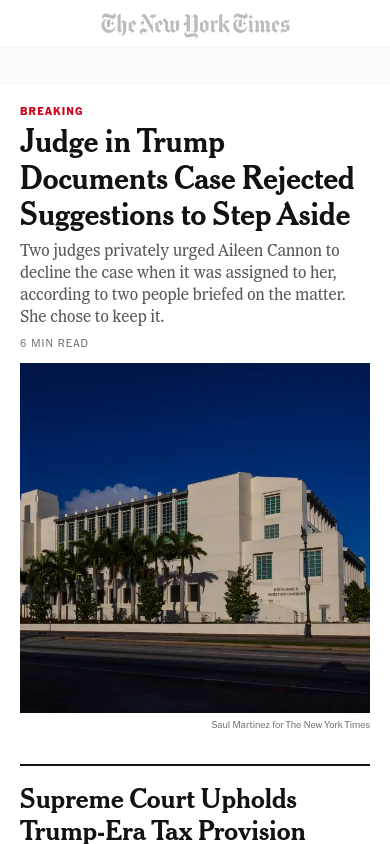 The New York Times
BREAKING
Judge in Trump
Documents Case Rejected
Suggestions to Step Aside
Two judges privately urged Aileen Cannon to
decline the case when it was assigned to her,
according to two people briefed on the matter.
She chose to keep it.
6 MIN READ
Saul Martinez for The New York Times
Supreme Court Upholds
Trump-Era Tax Provision